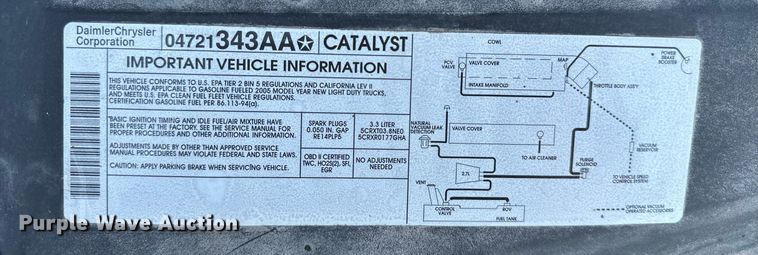 DaimlerChrysler
Corporation
04721343AA CATALYST
IMPORTANT VEHICLE INFORMATION
THIS VEHICLE CONFORMS TO U.S. EPA TIER 2 BIN 5 REGULATIONS AND CALIFORNIA LEV II
REGULATIONS APPLICABLE TO GASOLINE FUELED 2005 MODEL YEAR NEW LIGHT DUTY TRUCKS,
AND MEETS U.S. EPA CLEAN FUEL FLEET VEHICLE REGULATIONS.
CERTIFICATION GASOLINE FUEL PER 86.113-94(a).
BASIC IGNITION TIMING AND IDLE FUEL/AIR MIXTURE HAVE
BEEN PRESET AT THE FACTORY. SEE THE SERVICE MANUAL FOR
PROPER PROCEDURES AND OTHER ADDITIONAL INFORMATION.
ADJUSTMENTS MADE BY OTHER THAN APPROVED SERVICE
MANUAL PROCEDURES MAY VIOLATE FEDERAL AND STATE LAWS.
CAUTION: APPLY PARKING BRAKE WHEN SERVICING VEHICLE.
SPARK PLUGS
0.050 IN. GAP
RE14PLP5
3.3 LITER
5CRXT03.8NE0
5CRXR0177GHA
OBD II CERTIFIED
TWC, HO2S(2), SFI,
EGR
NO ADJUSTMENTS
NEEDED
COWL
PCV
VALVE
VALVE COVER
MAP
INTAKE MANIFOLD
POWER
BRAKE
BOOSTER
THROTTLE BODY ASS'Y
NATURAL
VACUUM LEAK
DETECTION
VALVE COVER
TO AIR CLEANER
VACUUM
RESERVOIR
2.7L
PURGE
SOLENOID
TO VEHICLE SPEED
CONTROL SYSTEM
VENT
CONTROL
VALVE
ROV
FUEL TANK
OPTIONAL VACUUM
OPERATED ACCESSORIES
Purple Wave Auction